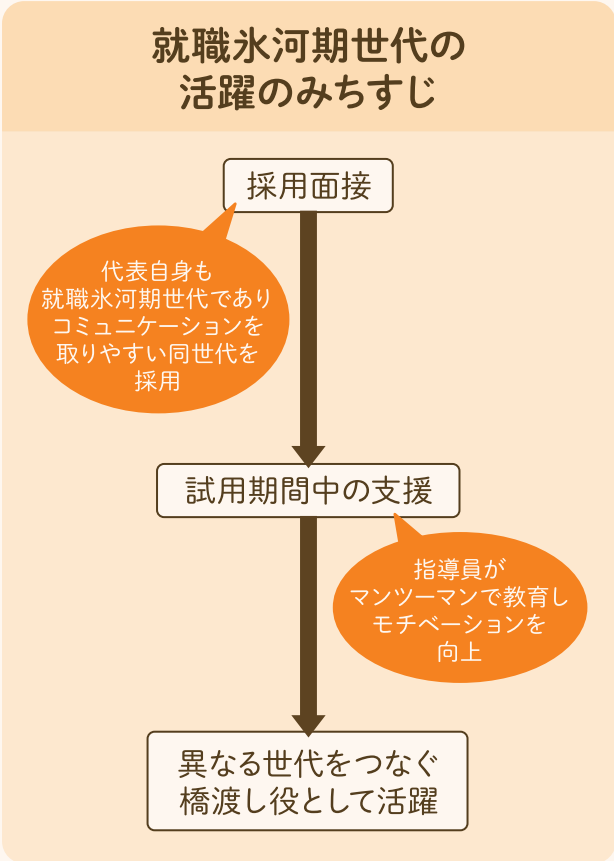 就職氷河期世代の
活躍のみちすじ
採用面接
代表自身も
就職氷河期世代であり
コミュニケーションを
取りやすい同世代を
採用
試用期間中の支援
指導員が
マンツーマンで教育し
モチベーションを
向上
異なる世代をつなぐ
橋渡し役として活躍